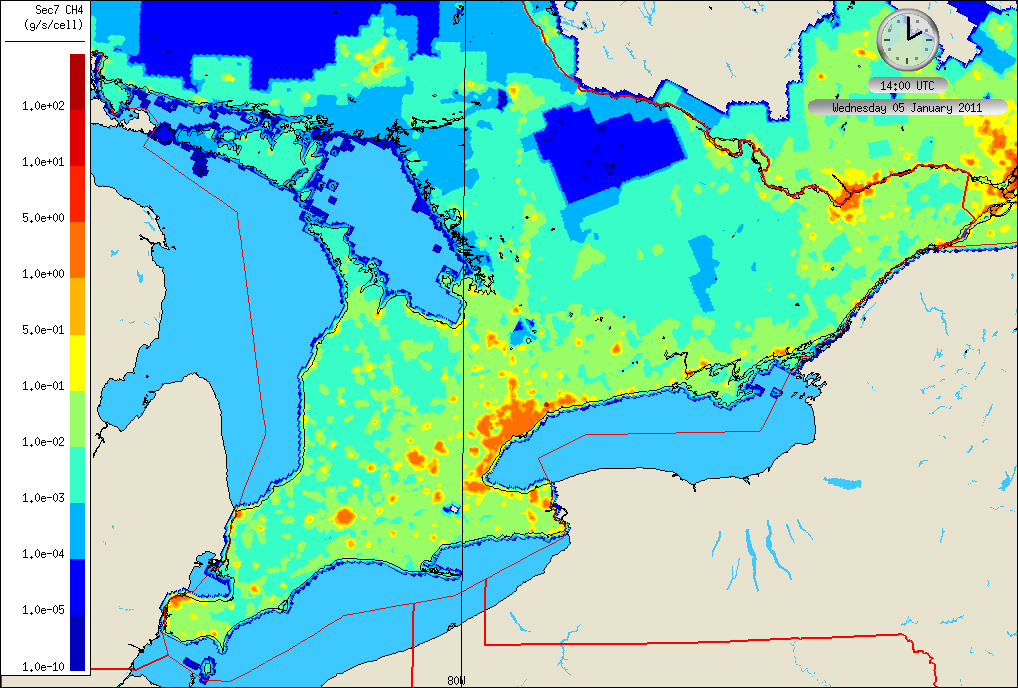 Sec7 CH4
(g/s/cell)
1.0e+02
1.0e+01
5.0e+00
1.0e+00
5.0e-01
1.0e-01
1.0e-02
1.0e-03
1.0e-04
1.0e-05
1.0e-10
14:00 UTC
Wednesday 05 January 2011
80W